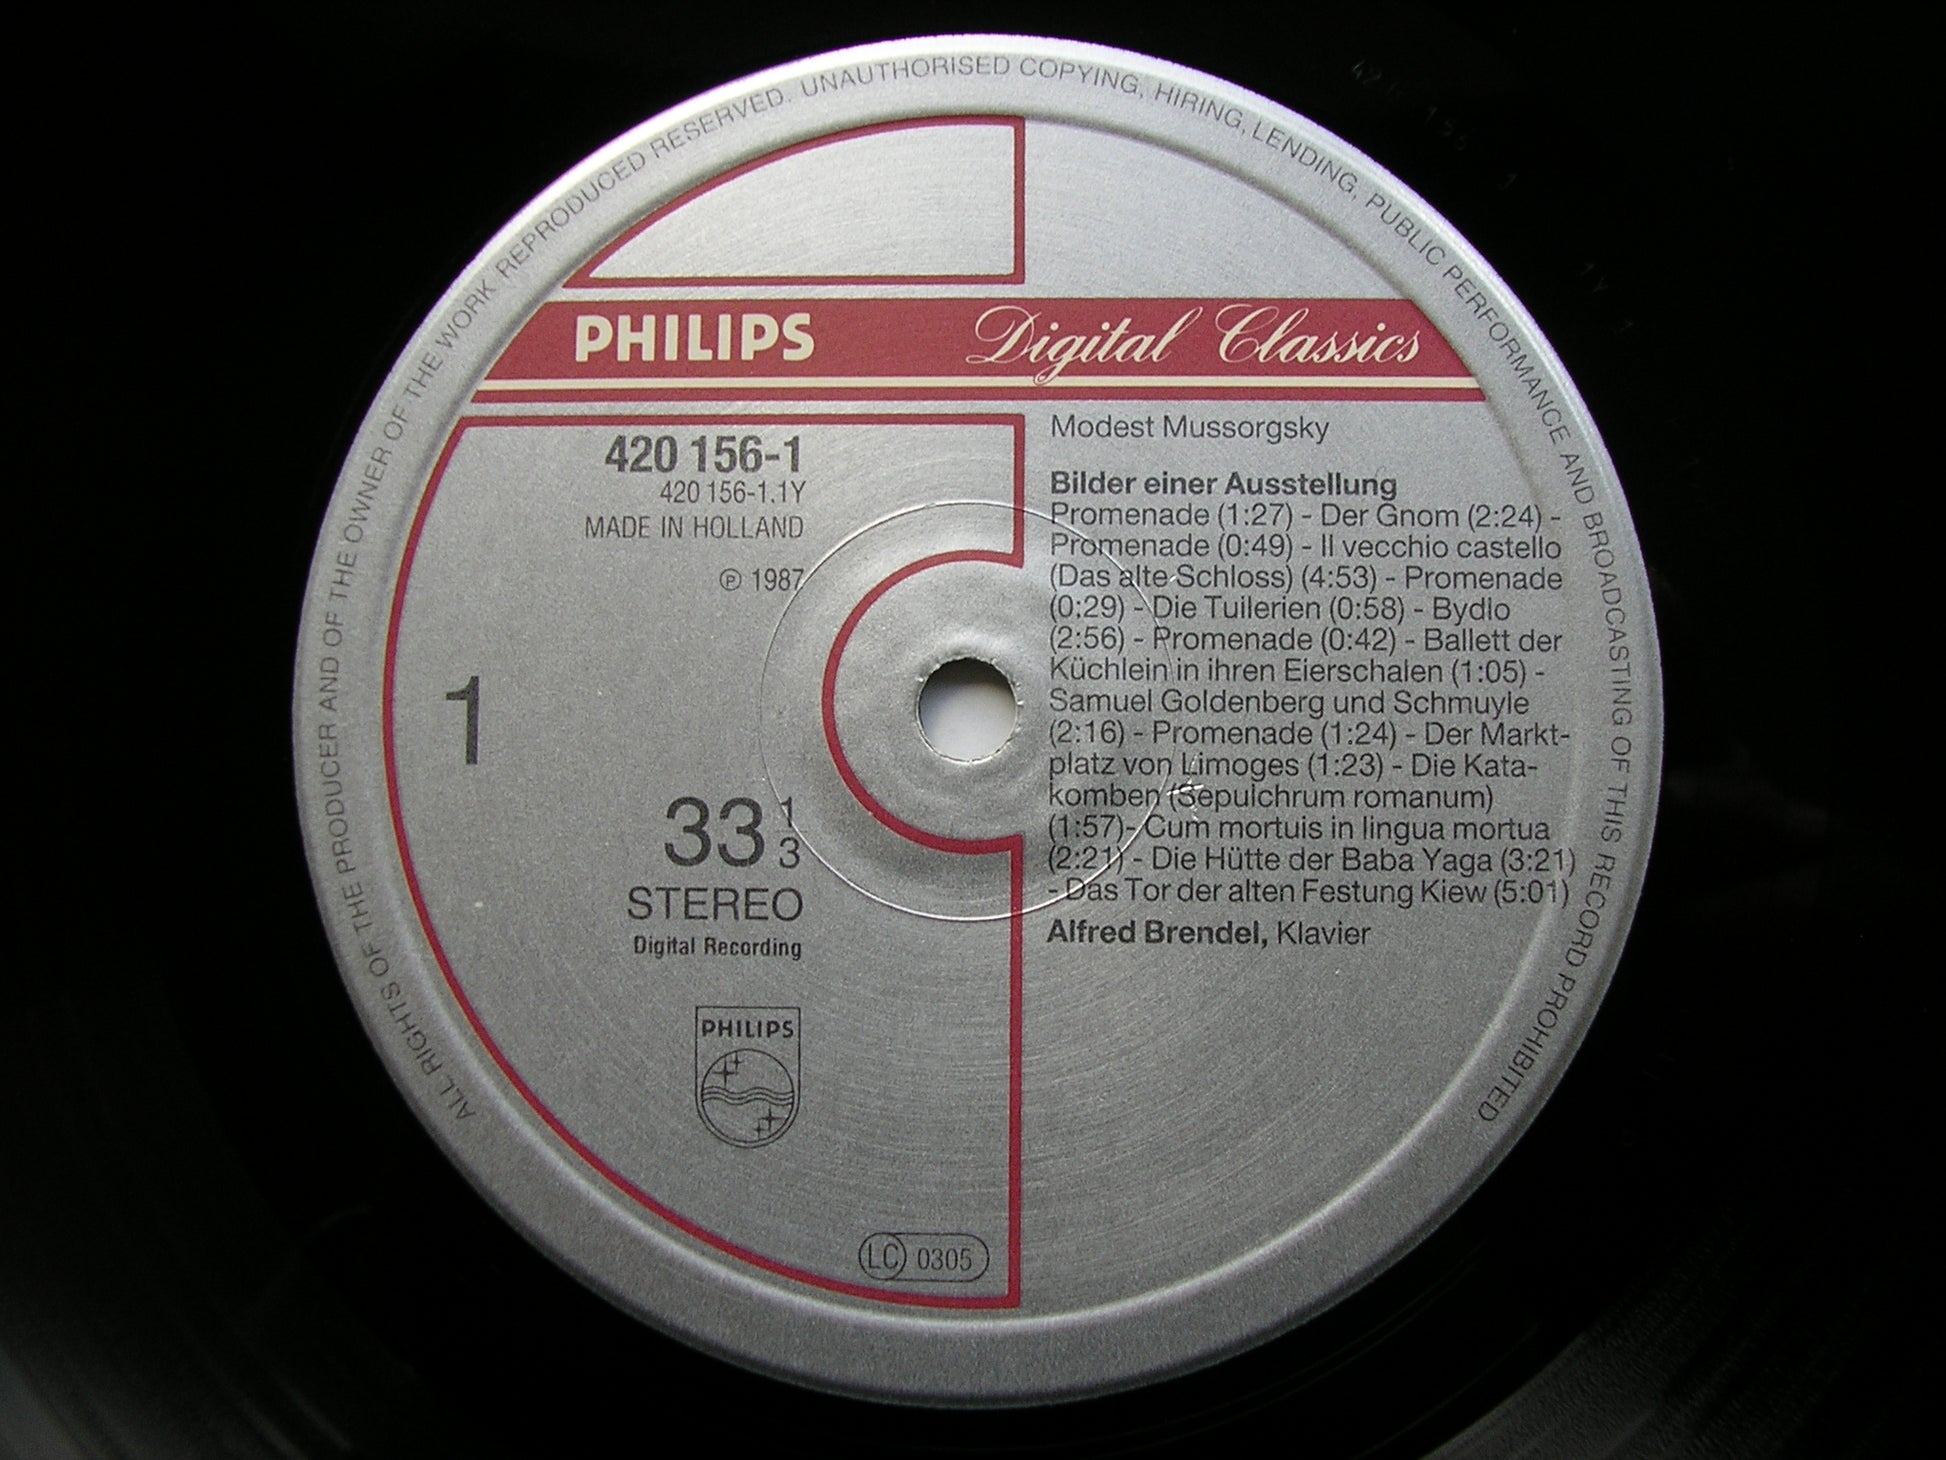 ALL RIGHTS OF THE PRODUCER AND OF THE OWNER OF THE WORK REPRODUCED RESERVED. UNAUTHORISED COPYING, HIRING, LENDING, PUBLIC PERFORMANCE AND BROADCASTING OF THIS RECORD PROHIBITED.
PHILIPS Digital Classics
420 156-1
420 156-1.1Y
MADE IN HOLLAND
℗ 1987
1
33 1/3
STEREO
Digital Recording
PHILIPS
LC 0305
Modest Mussorgsky
Bilder einer Ausstellung
Promenade (1:27) - Der Gnom (2:24) -
Promenade (0:49) - Il vecchio castello
(Das alte Schloss) (4:53) - Promenade
(0:29) - Die Tuilerien (0:58) - Bydlo
(2:56) - Promenade (0:42) - Ballett der
Küchlein in ihren Eierschalen (1:05) -
Samuel Goldenberg und Schmuyle
(2:16) - Promenade (1:24) - Der Markt-
platz von Limoges (1:23) - Die Kata-
komben (Sepulchrum romanum)
(1:57)- Cum mortuis in lingua mortua
(2:21) - Die Hütte der Baba Yaga (3:21)
- Das Tor der alten Festung Kiew (5:01)
Alfred Brendel, Klavier